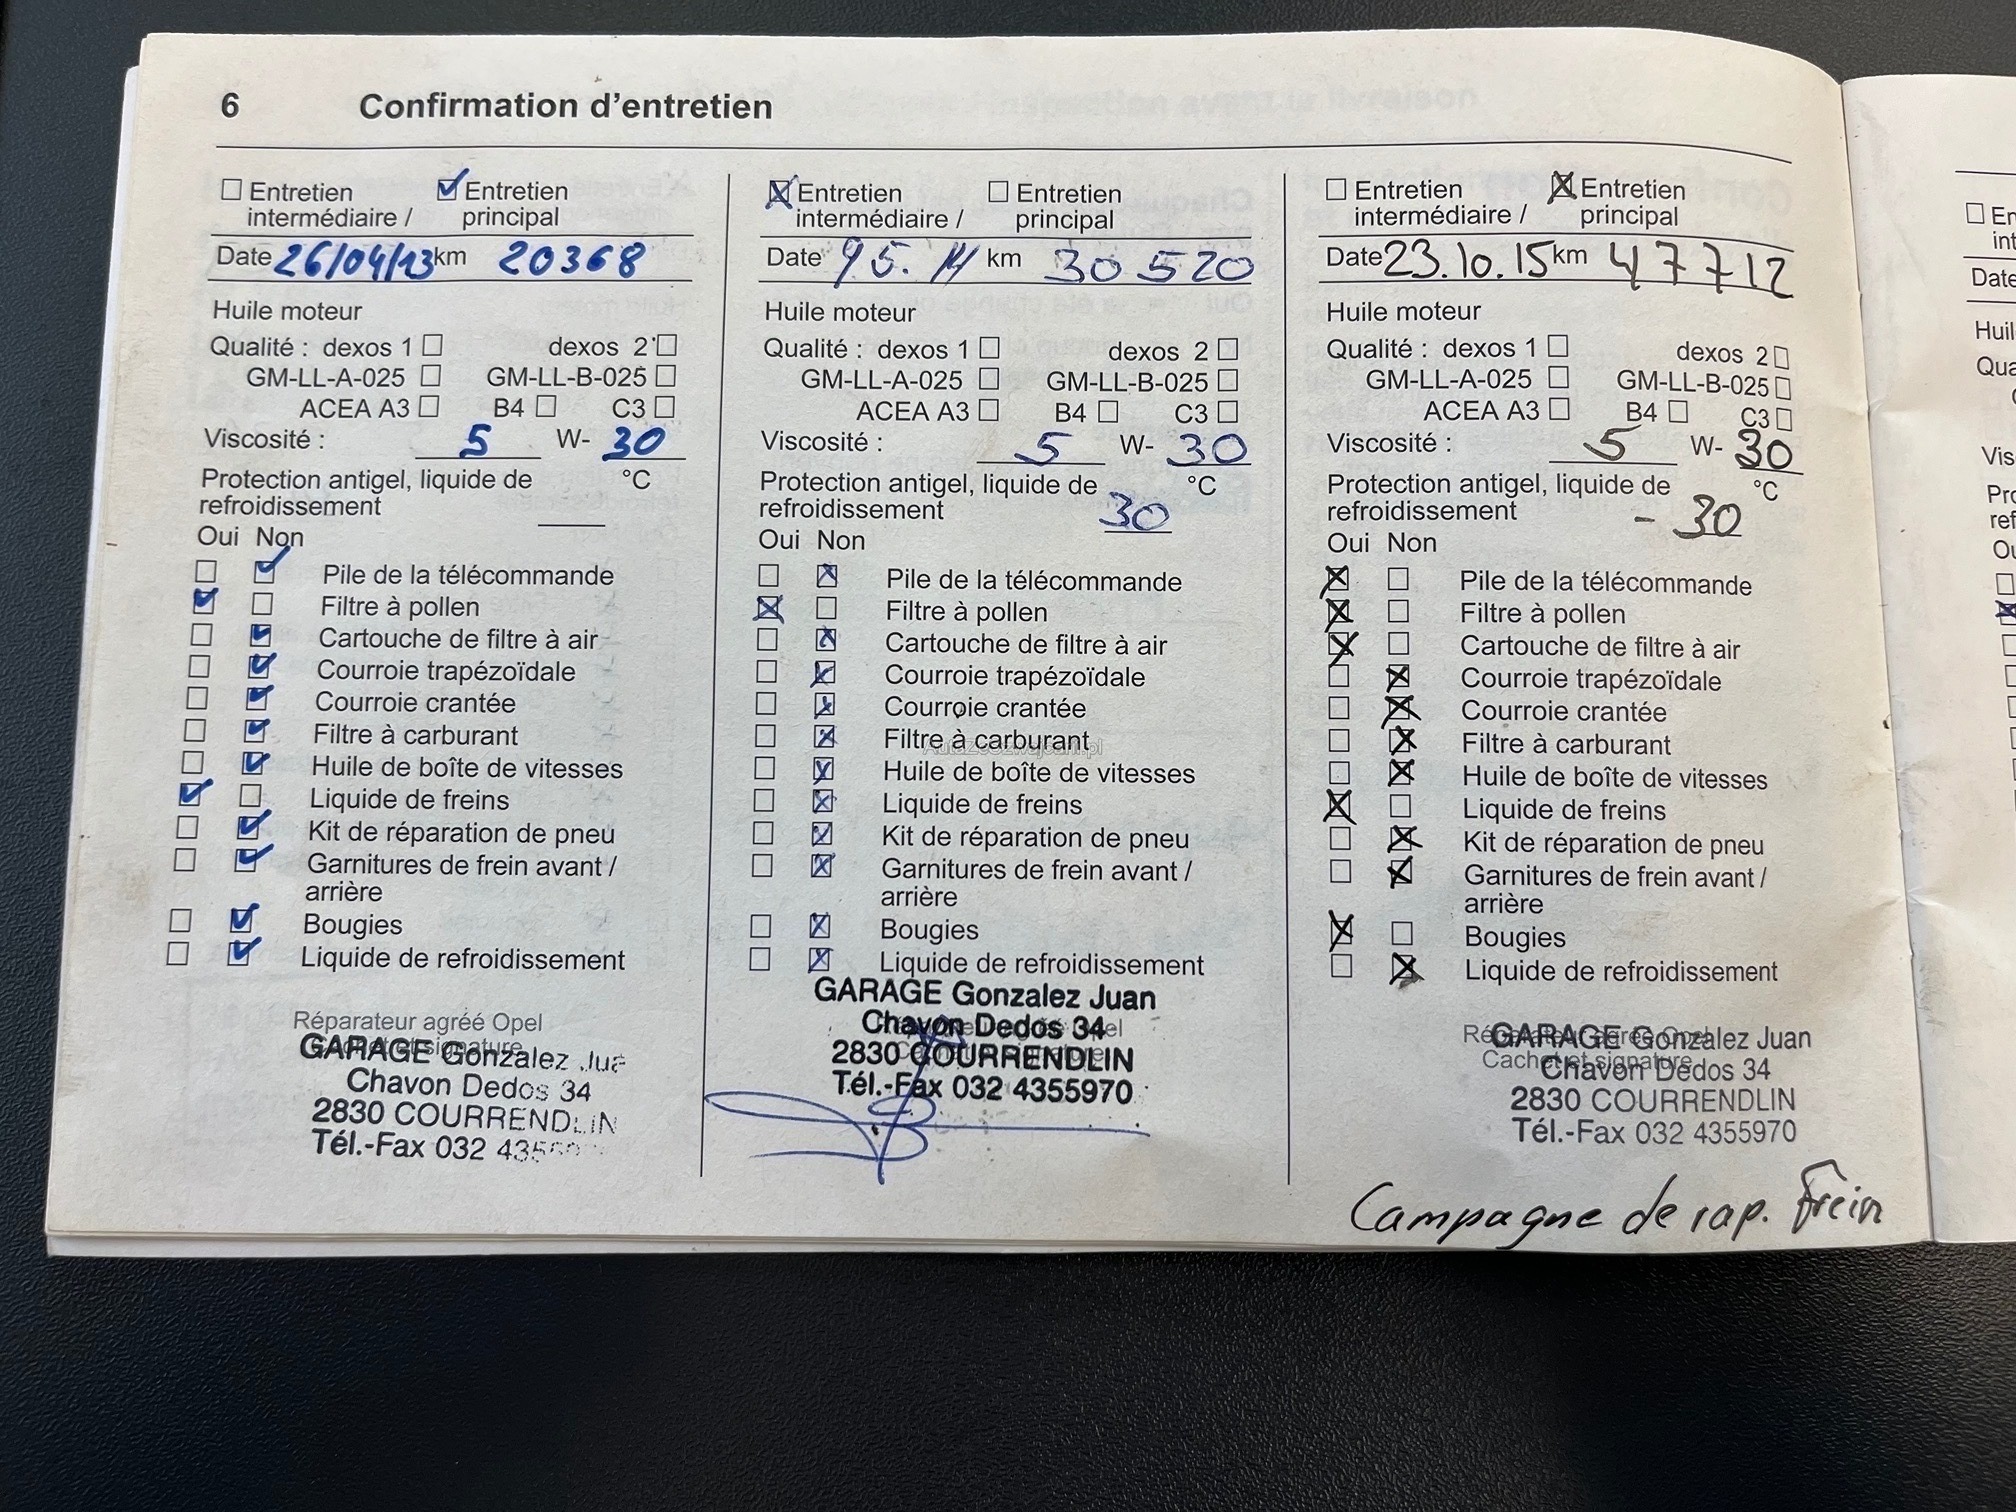 6 Confirmation d'entretien
☐ Entretien intermédiaire / ☑ Entretien principal
Date 26/04/13 km 20368
Huile moteur
Qualité : dexos 1 ☐ dexos 2 ☐
GM-LL-A-025 ☐ GM-LL-B-025 ☐
ACEA A3 ☐ B4 ☐ C3 ☐
Viscosité : 5 W- 30
Protection antigel, liquide de °C
refroidissement
Oui Non
☐ ☑ Pile de la télécommande
☑ ☐ Filtre à pollen
☐ ☑ Cartouche de filtre à air
☐ ☑ Courroie trapézoïdale
☐ ☑ Courroie crantée
☐ ☑ Filtre à carburant
☐ ☑ Huile de boîte de vitesses
☑ ☐ Liquide de freins
☐ ☑ Kit de réparation de pneu
☐ ☑ Garnitures de frein avant /
arrière
☐ ☑ Bougies
☐ ☑ Liquide de refroidissement
Réparateur agréé Opel
Cachet et signature
GARAGE Gonzalez Jua
Chavon Dedos 34
2830 COURRENDLIN
Tél.-Fax 032
☒ Entretien intermédiaire / ☐ Entretien principal
Date 95.14 km 30520
Huile moteur
Qualité : dexos 1 ☐ dexos 2 ☐
GM-LL-A-025 ☐ GM-LL-B-025 ☐
ACEA A3 ☐ B4 ☐ C3 ☐
Viscosité : 5 W- 30
Protection antigel, liquide de °C
refroidissement 30
Oui Non
☐ ☒ Pile de la télécommande
☒ ☐ Filtre à pollen
☐ ☒ Cartouche de filtre à air
☐ ☒ Courroie trapézoïdale
☐ ☒ Courroie crantée
☐ ☒ Filtre à carburant
☐ ☒ Huile de boîte de vitesses
☐ ☒ Liquide de freins
☐ ☒ Kit de réparation de pneu
☐ ☒ Garnitures de frein avant /
arrière
☐ ☒ Bougies
☐ ☒ Liquide de refroidissement
GARAGE Gonzalez Juan
Chavon Dedos 34
2830 COURRENDLIN
Tél.-Fax 032 4355970
☐ Entretien intermédiaire / ☒ Entretien principal
Date 23.10.15 km 47712
Huile moteur
Qualité : dexos 1 ☐ dexos 2 ☐
GM-LL-A-025 ☐ GM-LL-B-025 ☐
ACEA A3 ☐ B4 ☐ C3 ☐
Viscosité : 5 W- 30
Protection antigel, liquide de °C
refroidissement - 30
Oui Non
☒ ☐ Pile de la télécommande
☒ ☐ Filtre à pollen
☒ ☐ Cartouche de filtre à air
☐ ☒ Courroie trapézoïdale
☐ ☒ Courroie crantée
☐ ☒ Filtre à carburant
☐ ☒ Huile de boîte de vitesses
☒ ☐ Liquide de freins
☐ ☒ Kit de réparation de pneu
☐ ☒ Garnitures de frein avant /
arrière
☒ ☐ Bougies
☐ ☒ Liquide de refroidissement
Réparateur agréé Opel
Cachet et signature
GARAGE Gonzalez Juan
Chavon Dedos 34
2830 COURRENDLIN
Tél.-Fax 032 4355970
Campagne de rap. Frein